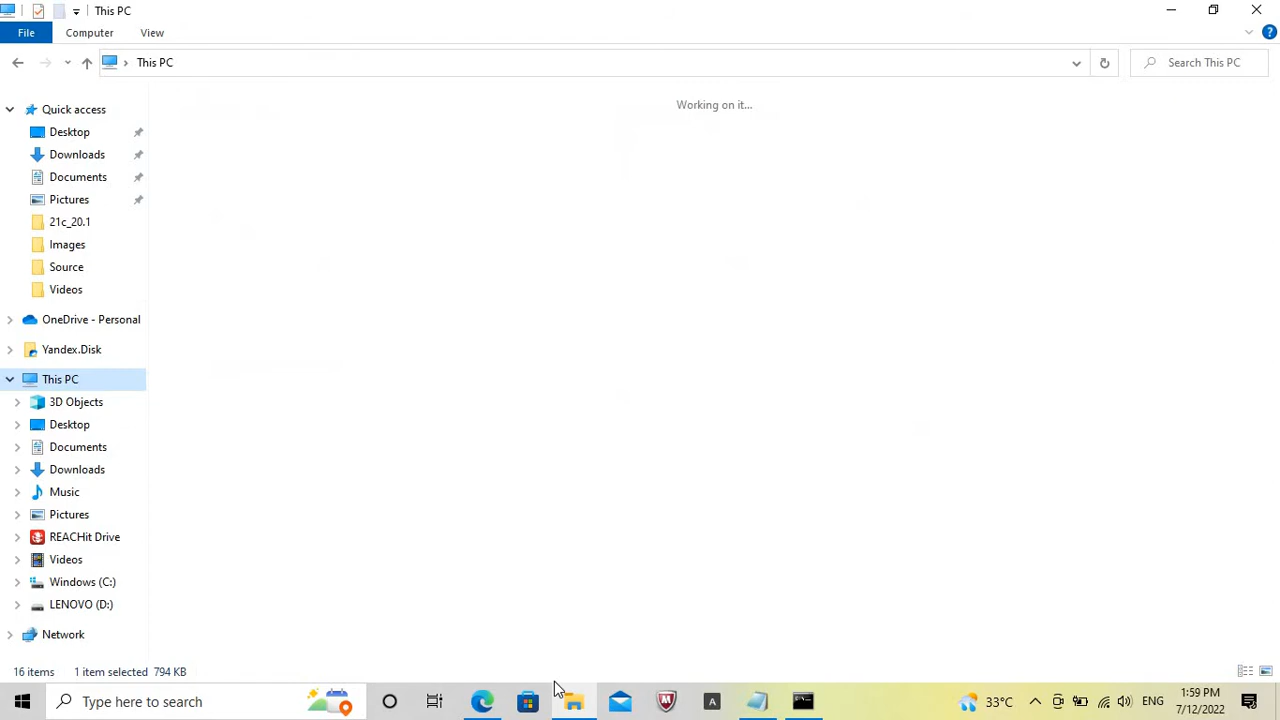 This PC
File
Computer
View
This PC
Search This PC
Working on it...
Quick access
Desktop
Downloads
Documents
Pictures
21c_20.1
Images
Source
Videos
OneDrive - Personal
Yandex.Disk
This PC
3D Objects
Desktop
Documents
Downloads
Music
Pictures
REACHit Drive
Videos
Windows (C:)
LENOVO (D:)
Network
16 items 1 item selected 794 KB
Type here to search
A
33°C
ENG
1:59 PM
7/12/2022